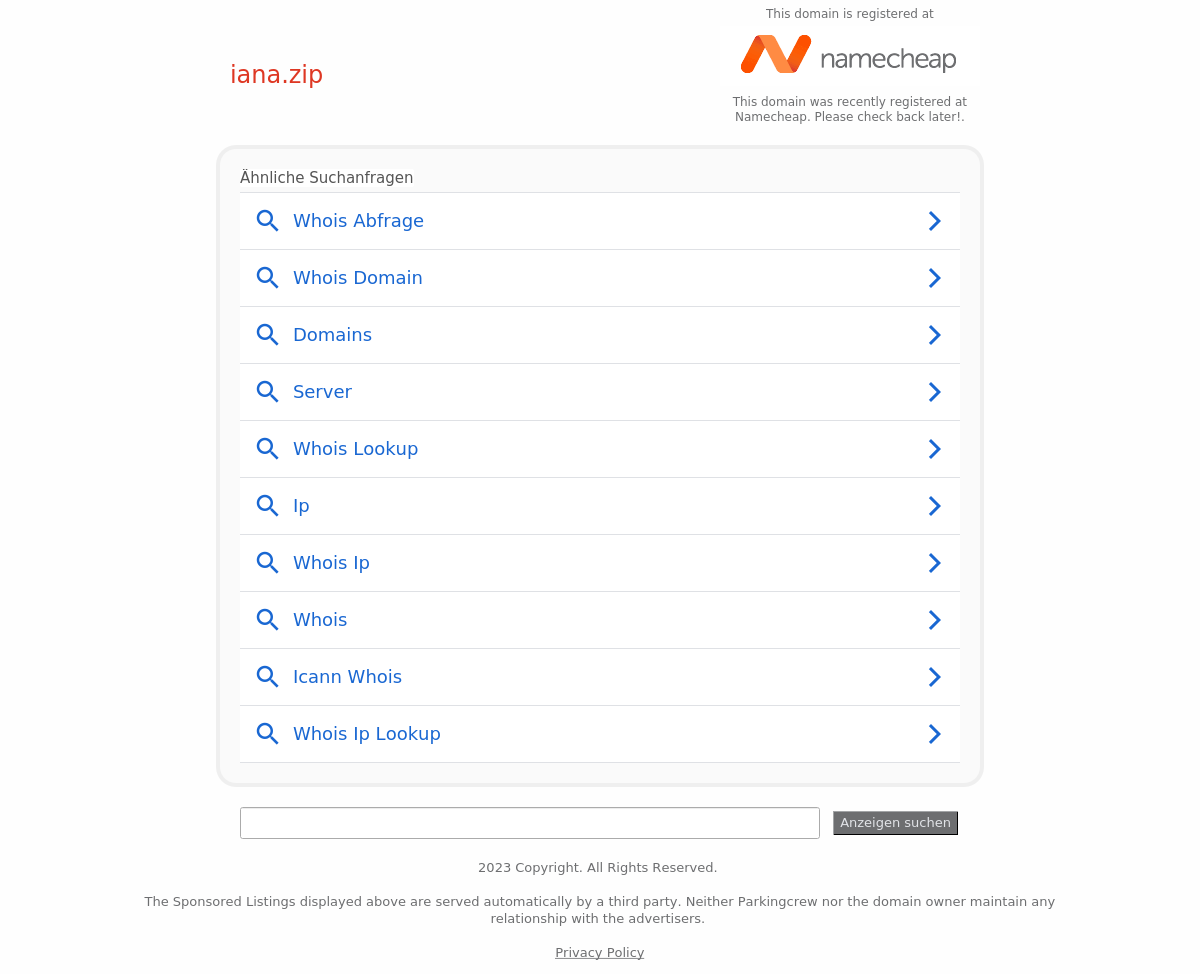 This domain is registered at
namecheap
iana.zip
This domain was recently registered at
Namecheap. Please check back later!.
Ähnliche Suchanfragen
Whois Abfrage
Whois Domain
Domains
Server
Whois Lookup
Ip
Whois Ip
Whois
Icann Whois
Whois Ip Lookup
Anzeigen suchen
2023 Copyright. All Rights Reserved.
The Sponsored Listings displayed above are served automatically by a third party. Neither Parkingcrew nor the domain owner maintain any
relationship with the advertisers.
Privacy Policy